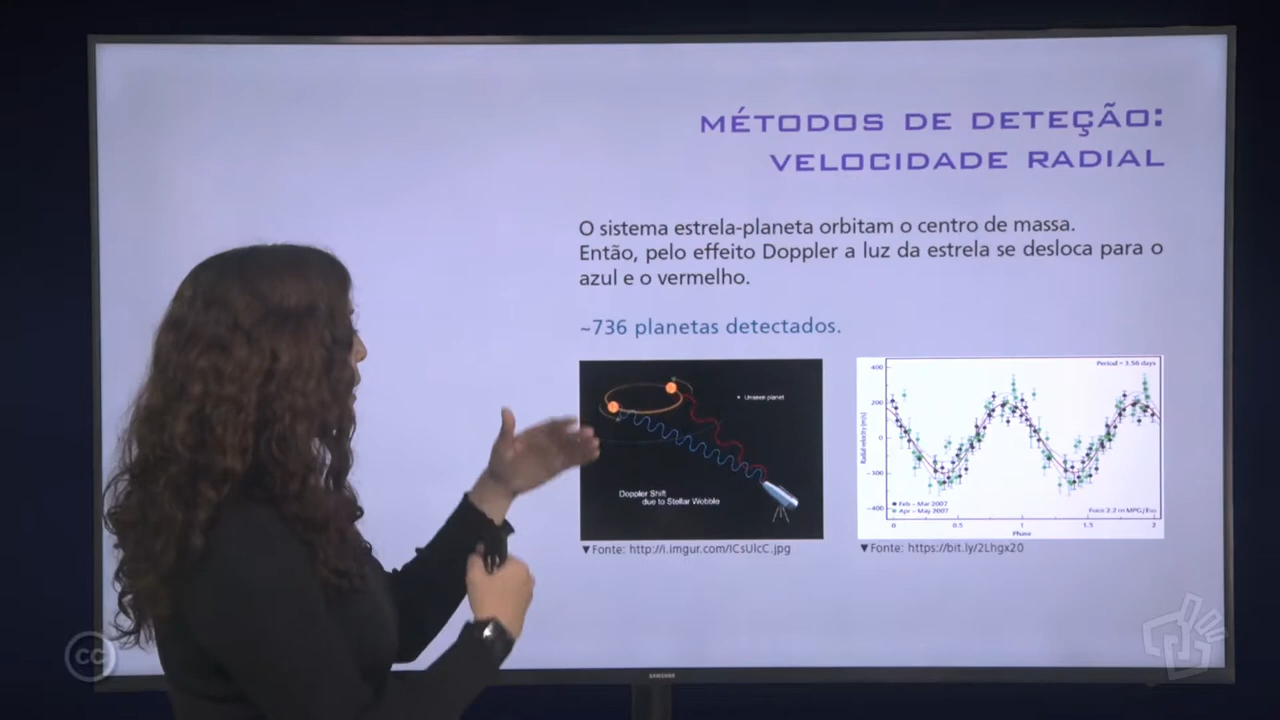 MÉTODOS DE DETEÇÃO:
VELOCIDADE RADIAL
O sistema estrela-planeta orbitam o centro de massa.
Então, pelo effeito Doppler a luz da estrela se desloca para o
azul e o vermelho.
~736 planetas detectados.
Unseen planet
Doppler Shift
due to Stellar Wobble
▼Fonte: http://i.imgur.com/ICsUlcC.jpg
Period = 3.56 days
400
200
0
Radial velocity [m/s]
Feb – Mar 2007
Apr – May 2007
0
0.5
1
1.5
2
Phase
▼Fonte: https://bit.ly/2Lhgx20
SAMSUNG
cc